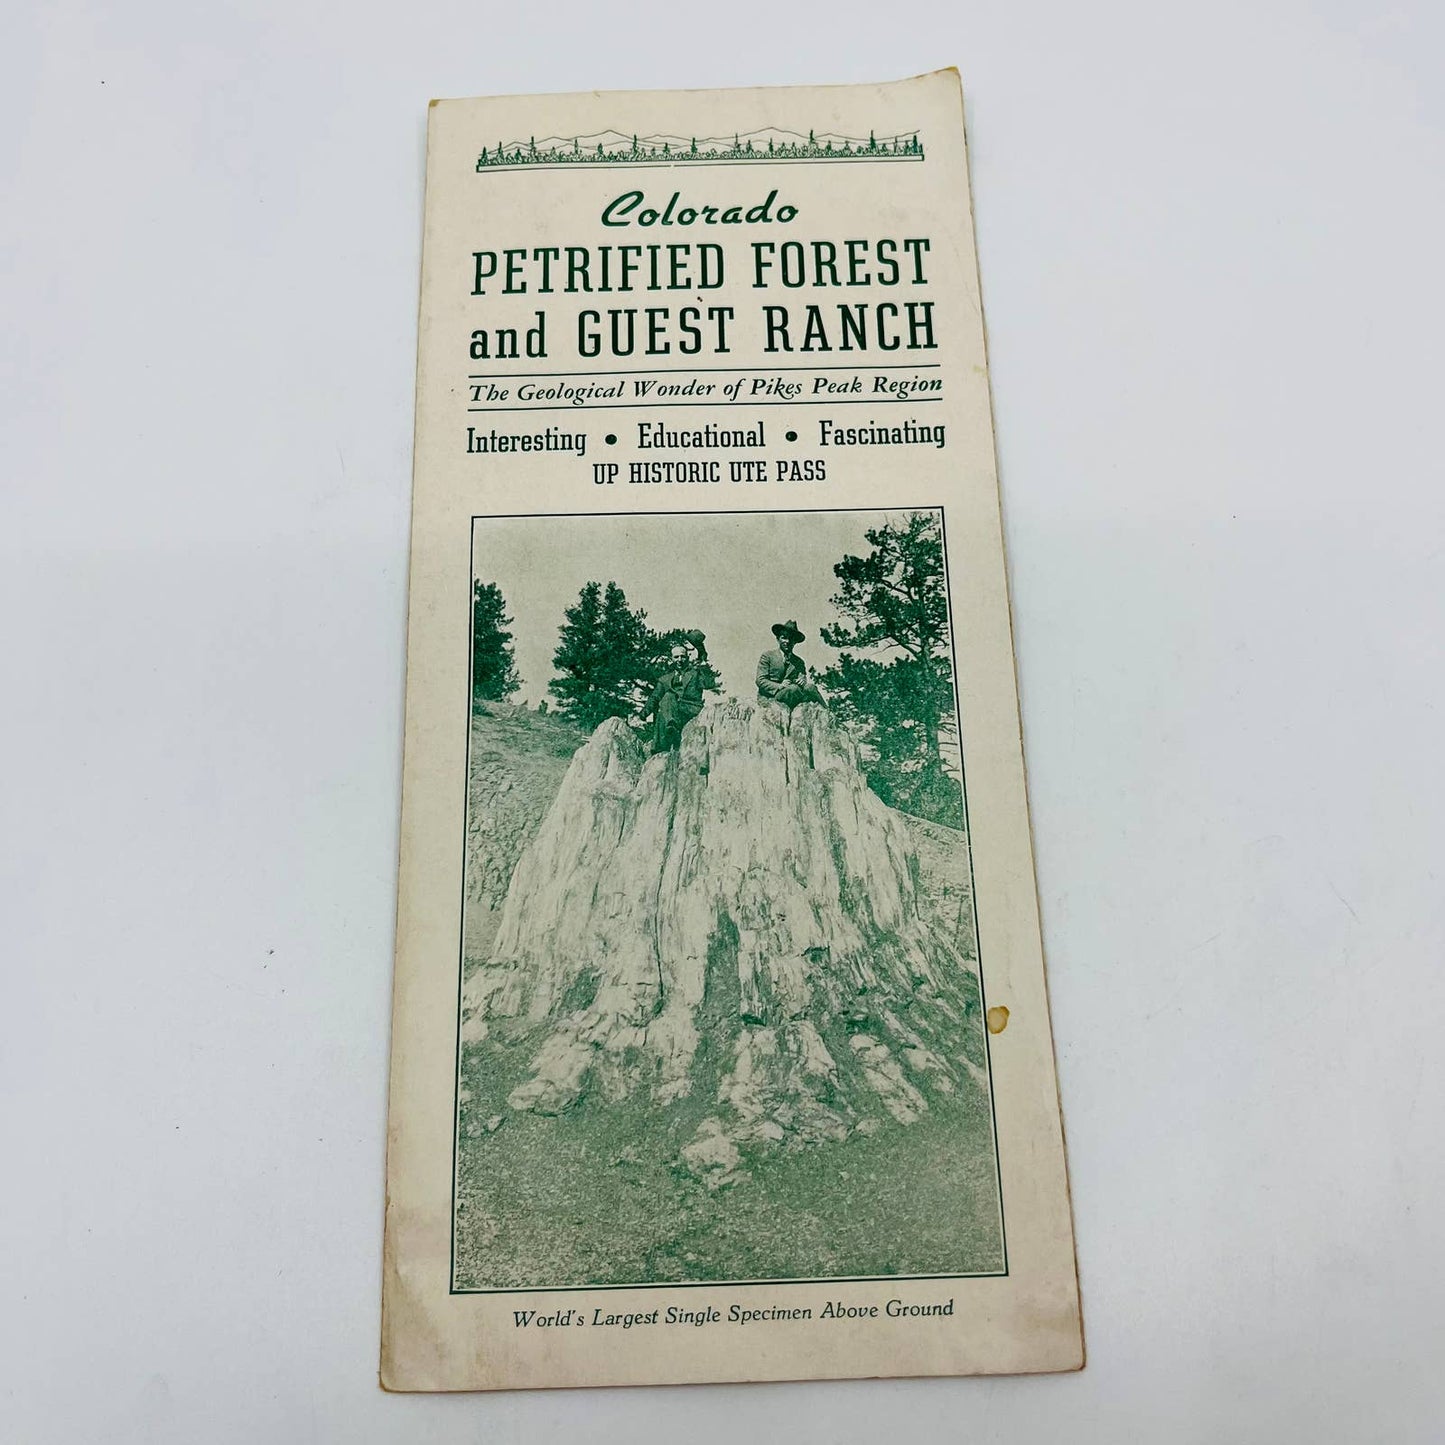 Colorado
PETRIFIED FOREST
and GUEST RANCH
The Geological Wonder of Pikes Peak Region
Interesting • Educational • Fascinating
UP HISTORIC UTE PASS
World's Largest Single Specimen Above Ground